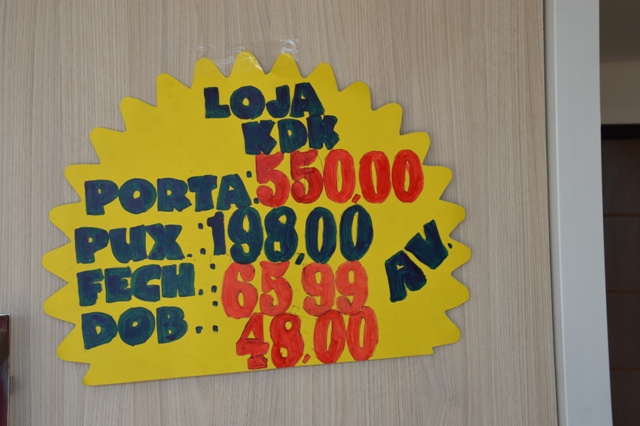 LOJA
KDK
PORTA: 550,00
PUX..: 198,00
FECH.: 65,99
DOB..: 48,00
AV.